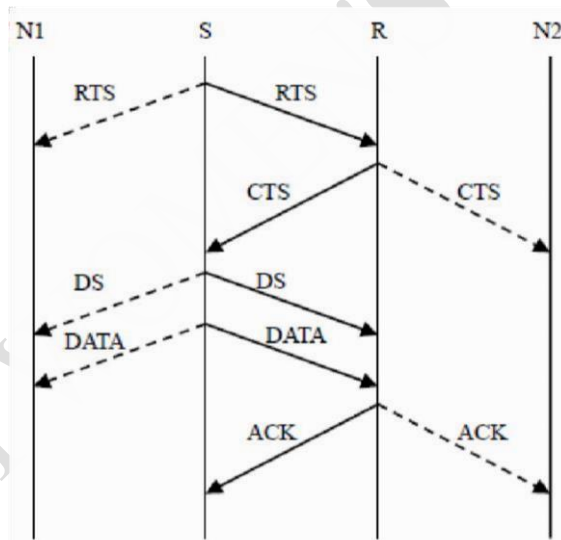 N1 S R N2
RTS RTS
CTS CTS
DS DS
DATA DATA
ACK ACK